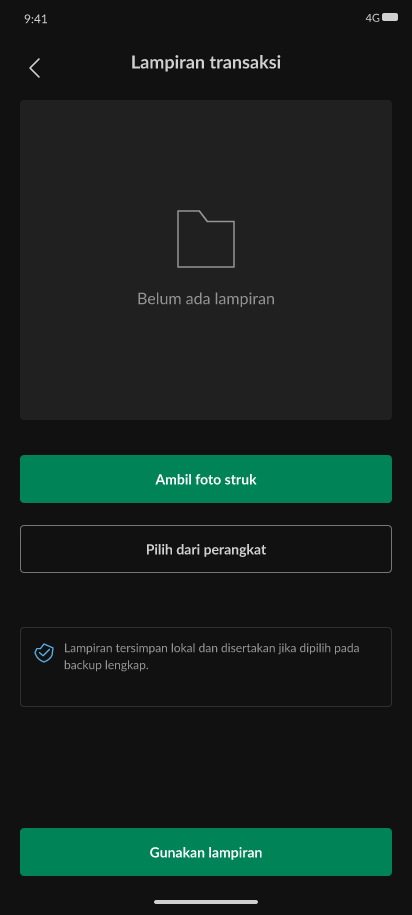 9:41
4G
Lampiran transaksi
Belum ada lampiran
Ambil foto struk
Pilih dari perangkat
Lampiran tersimpan lokal dan disertakan jika dipilih pada
backup lengkap.
Gunakan lampiran